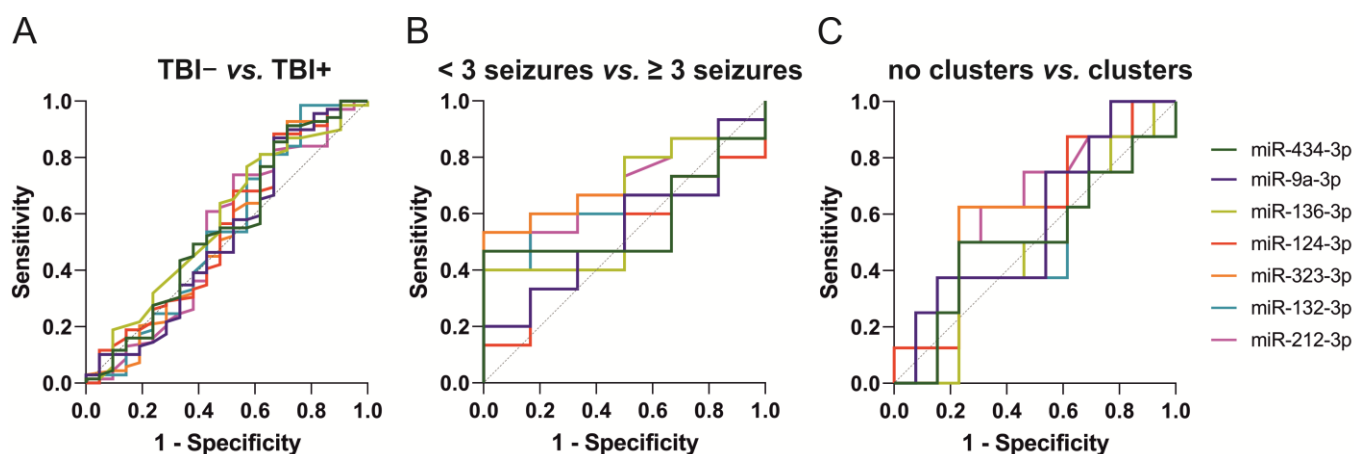 A
TBI− vs. TBI+
Sensitivity
1.0
0.8
0.6
0.4
0.2
0.0
0.0 0.2 0.4 0.6 0.8 1.0
1 - Specificity
B
< 3 seizures vs. ≥ 3 seizures
Sensitivity
1.0
0.8
0.6
0.4
0.2
0.0
0.0 0.2 0.4 0.6 0.8 1.0
1 - Specificity
C
no clusters vs. clusters
Sensitivity
1.0
0.8
0.6
0.4
0.2
0.0
0.0 0.2 0.4 0.6 0.8 1.0
1 - Specificity
miR-434-3p
miR-9a-3p
miR-136-3p
miR-124-3p
miR-323-3p
miR-132-3p
miR-212-3p